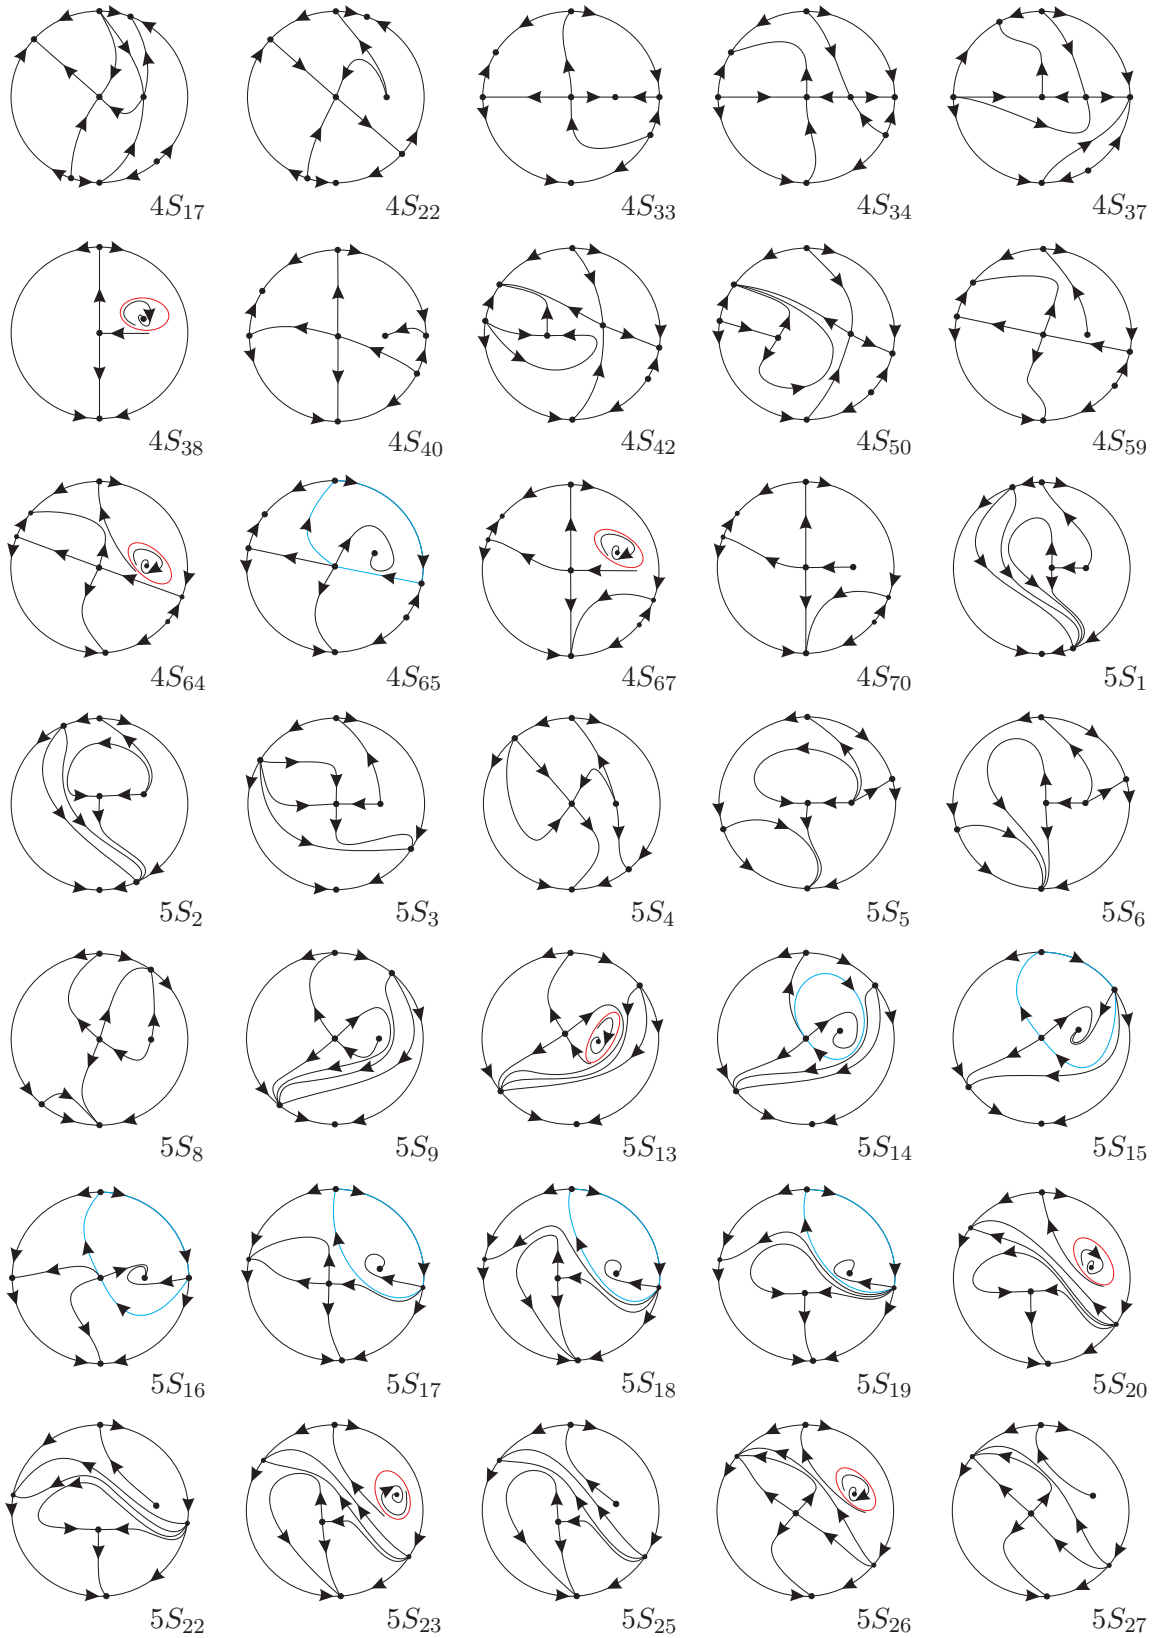 4S₁₇ 4S₂₂ 4S₃₃ 4S₃₄ 4S₃₇
4S₃₈ 4S₄₀ 4S₄₂ 4S₅₀ 4S₅₉
4S₆₄ 4S₆₅ 4S₆₇ 4S₇₀ 5S₁
5S₂ 5S₃ 5S₄ 5S₅ 5S₆
5S₈ 5S₉ 5S₁₃ 5S₁₄ 5S₁₅
5S₁₆ 5S₁₇ 5S₁₈ 5S₁₉ 5S₂₀
5S₂₂ 5S₂₃ 5S₂₅ 5S₂₆ 5S₂₇